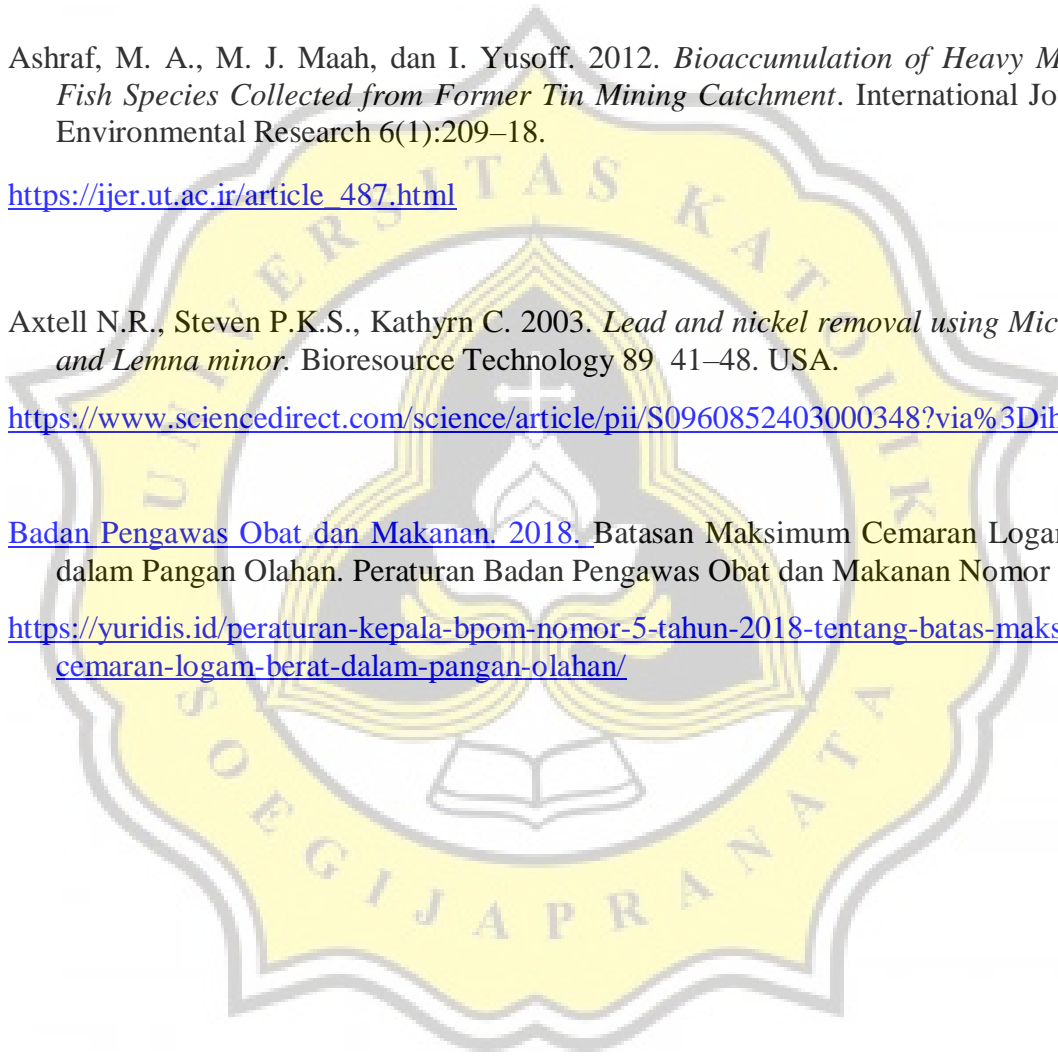 Ashraf, M. A., M. J. Maah, dan I. Yusoff. 2012. Bioaccumulation of Heavy
Fish Species Collected from Former Tin Mining Catchment. International
Environmental Research 6(1):209–18.
https://ijer.ut.ac.ir/article_487.html
Axtell N.R., Steven P.K.S., Kathyrn C. 2003. Lead and nickel removal using
and Lemna minor. Bioresource Technology 89 41–48. USA.
https://www.sciencedirect.com/science/article/pii/S0960852403000348?via%3Dih
Badan Pengawas Obat dan Makanan. 2018. Batasan Maksimum Cemaran Logam
dalam Pangan Olahan. Peraturan Badan Pengawas Obat dan Makanan Nomor
https://yuridis.id/peraturan-kepala-bpom-nomor-5-tahun-2018-tentang-batas-maks
cemaran-logam-berat-dalam-pangan-olahan/
UNIVERSITAS KATOLIK
SOEGIJAPRANATA